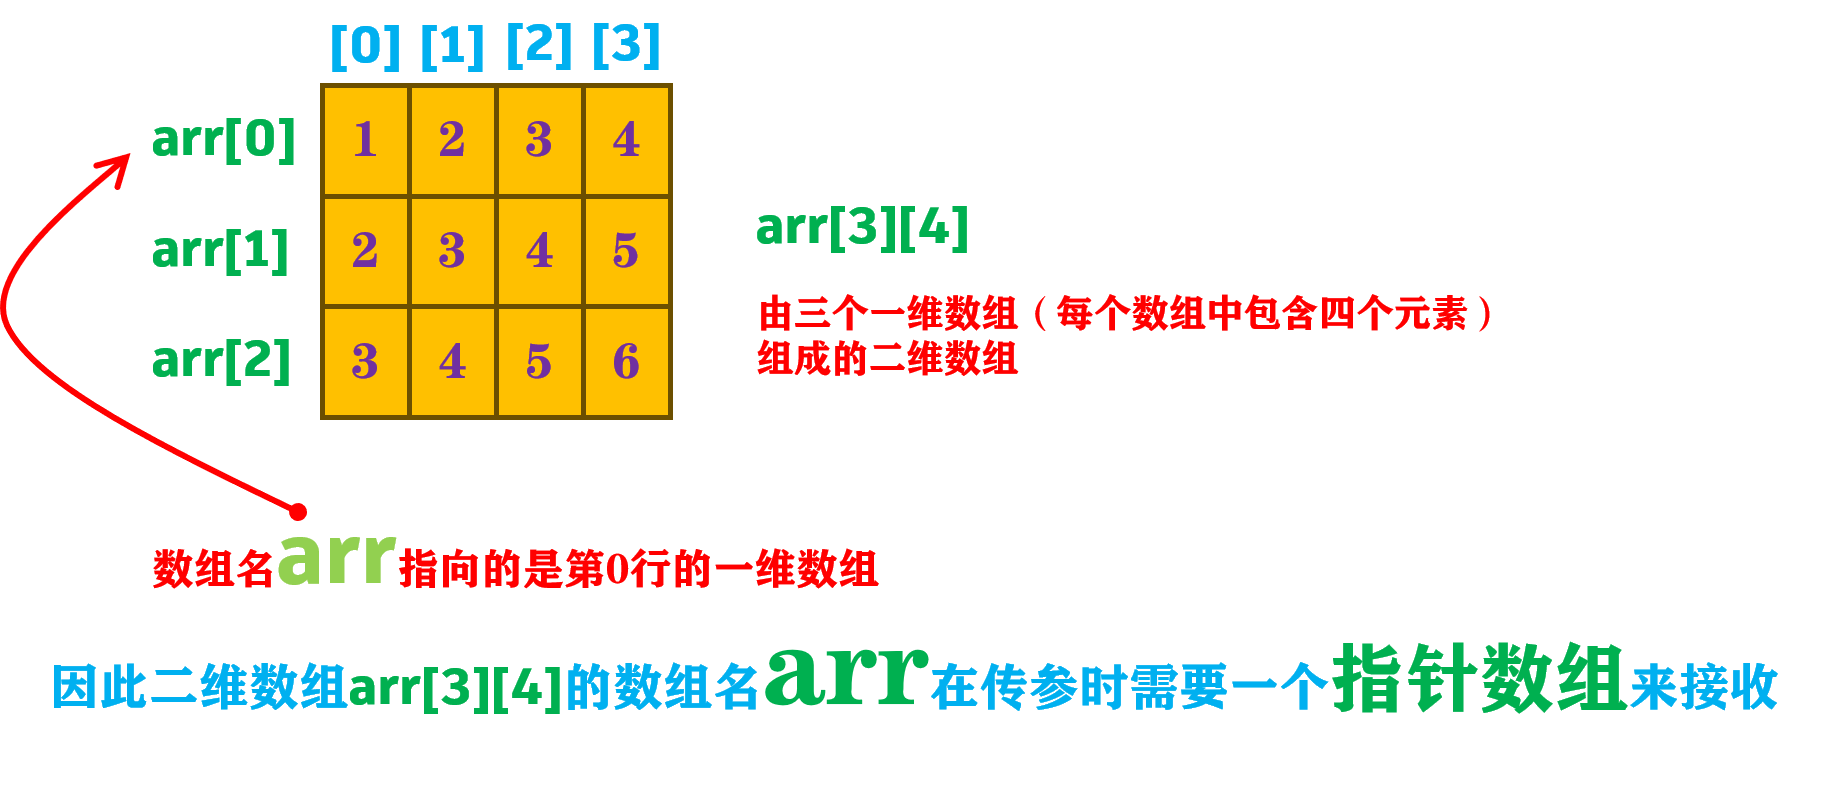 [0] [1] [2] [3]
arr[0] 1 2 3 4
arr[1] 2 3 4 5
arr[2] 3 4 5 6
arr[3][4]
由三个一维数组（每个数组中包含四个元素）
组成的二维数组
数组名arr指向的是第0行的一维数组
因此二维数组arr[3][4]的数组名arr在传参时需要一个指针数组来接收